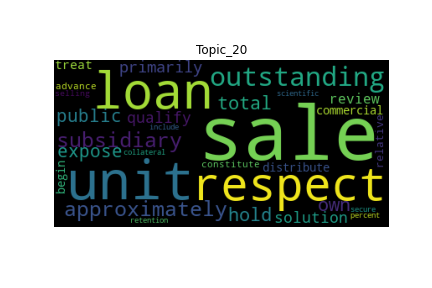 Topic_20
treat
primarily
loan
outstanding
advance
selling
scientific
public
qualify
total
review
commercial
include
subsidiary
sale
relative
expose
collateral
constitute
distribute
begin
unit
respect
approximately
hold
solution
own
secure
retention
percent